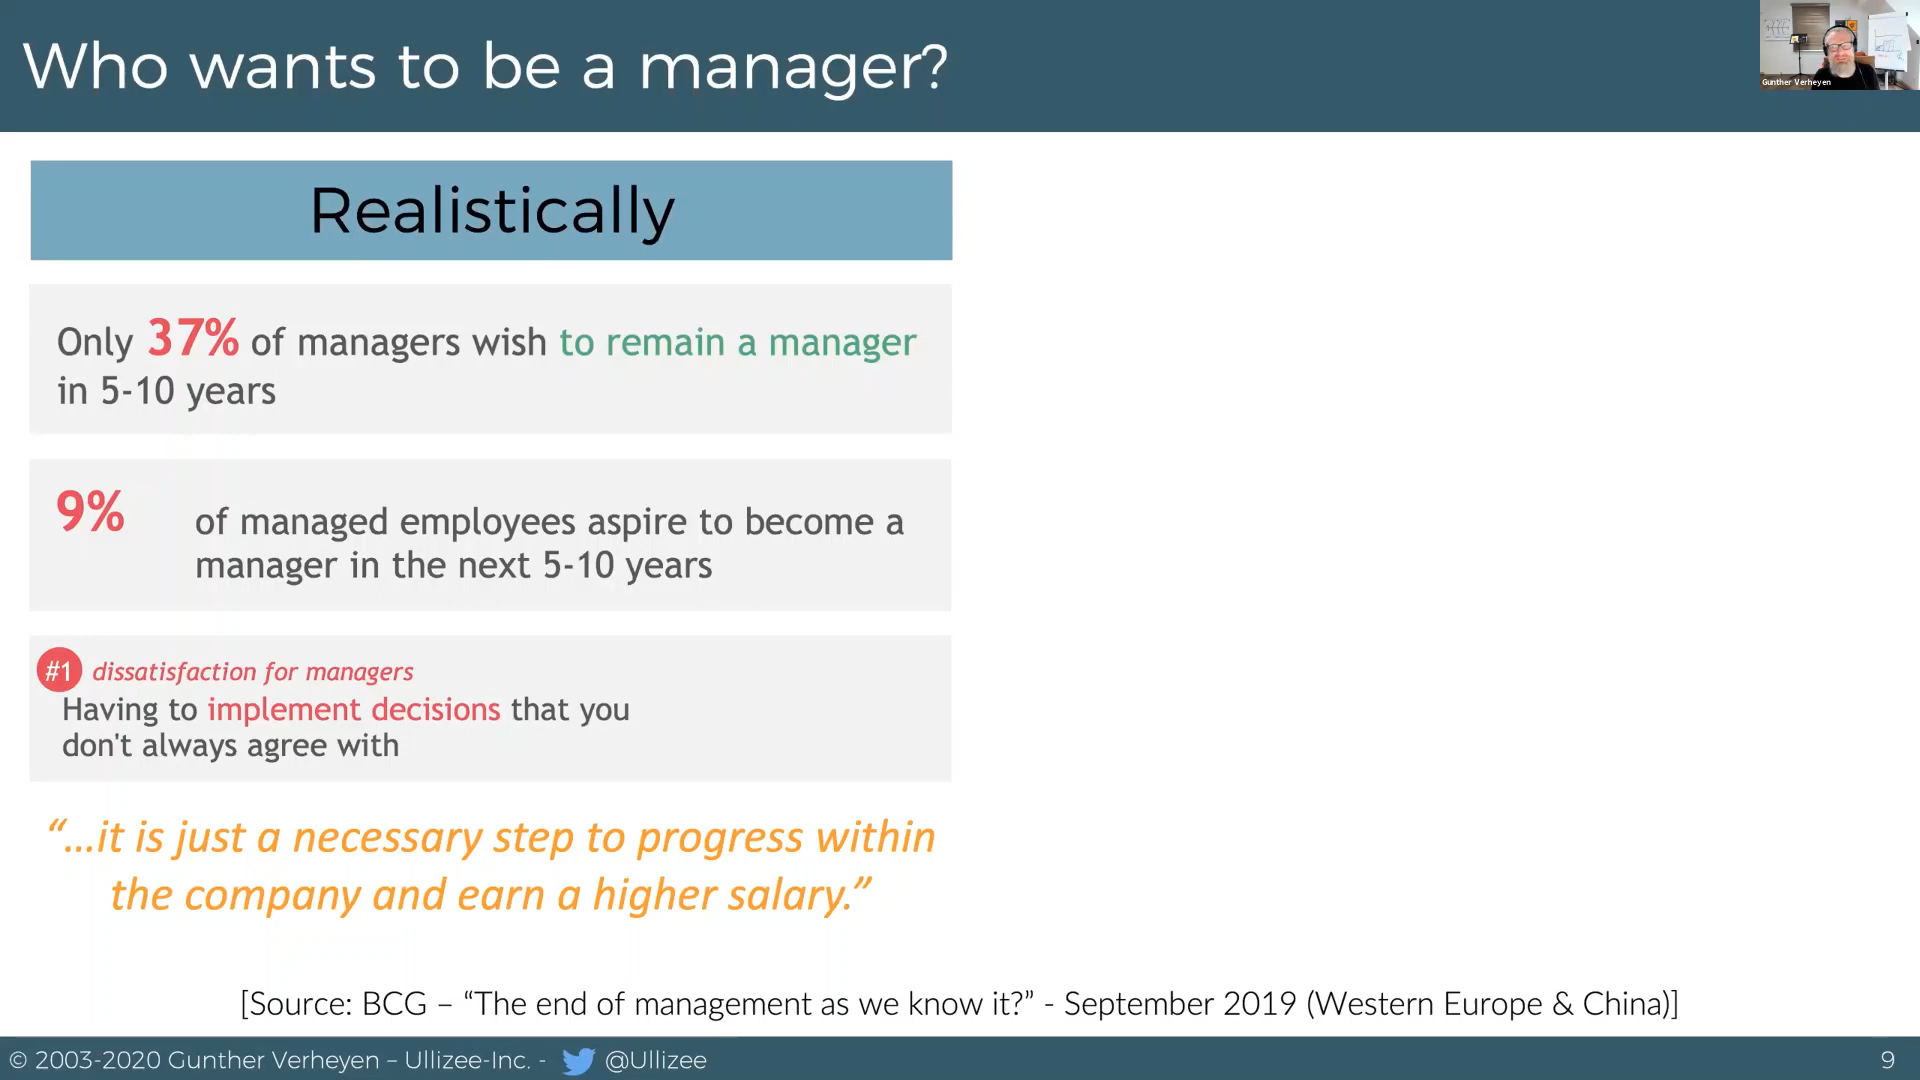 Who wants to be a manager?
Gunther Verheyen
Realistically
Only 37% of managers wish to remain a manager
in 5-10 years
9% of managed employees aspire to become a
manager in the next 5-10 years
#1 dissatisfaction for managers
Having to implement decisions that you
don't always agree with
“...it is just a necessary step to progress within
the company and earn a higher salary.”
[Source: BCG – “The end of management as we know it?” - September 2019 (Western Europe & China)]
© 2003-2020 Gunther Verheyen – Ullizee-Inc. - @Ullizee
9